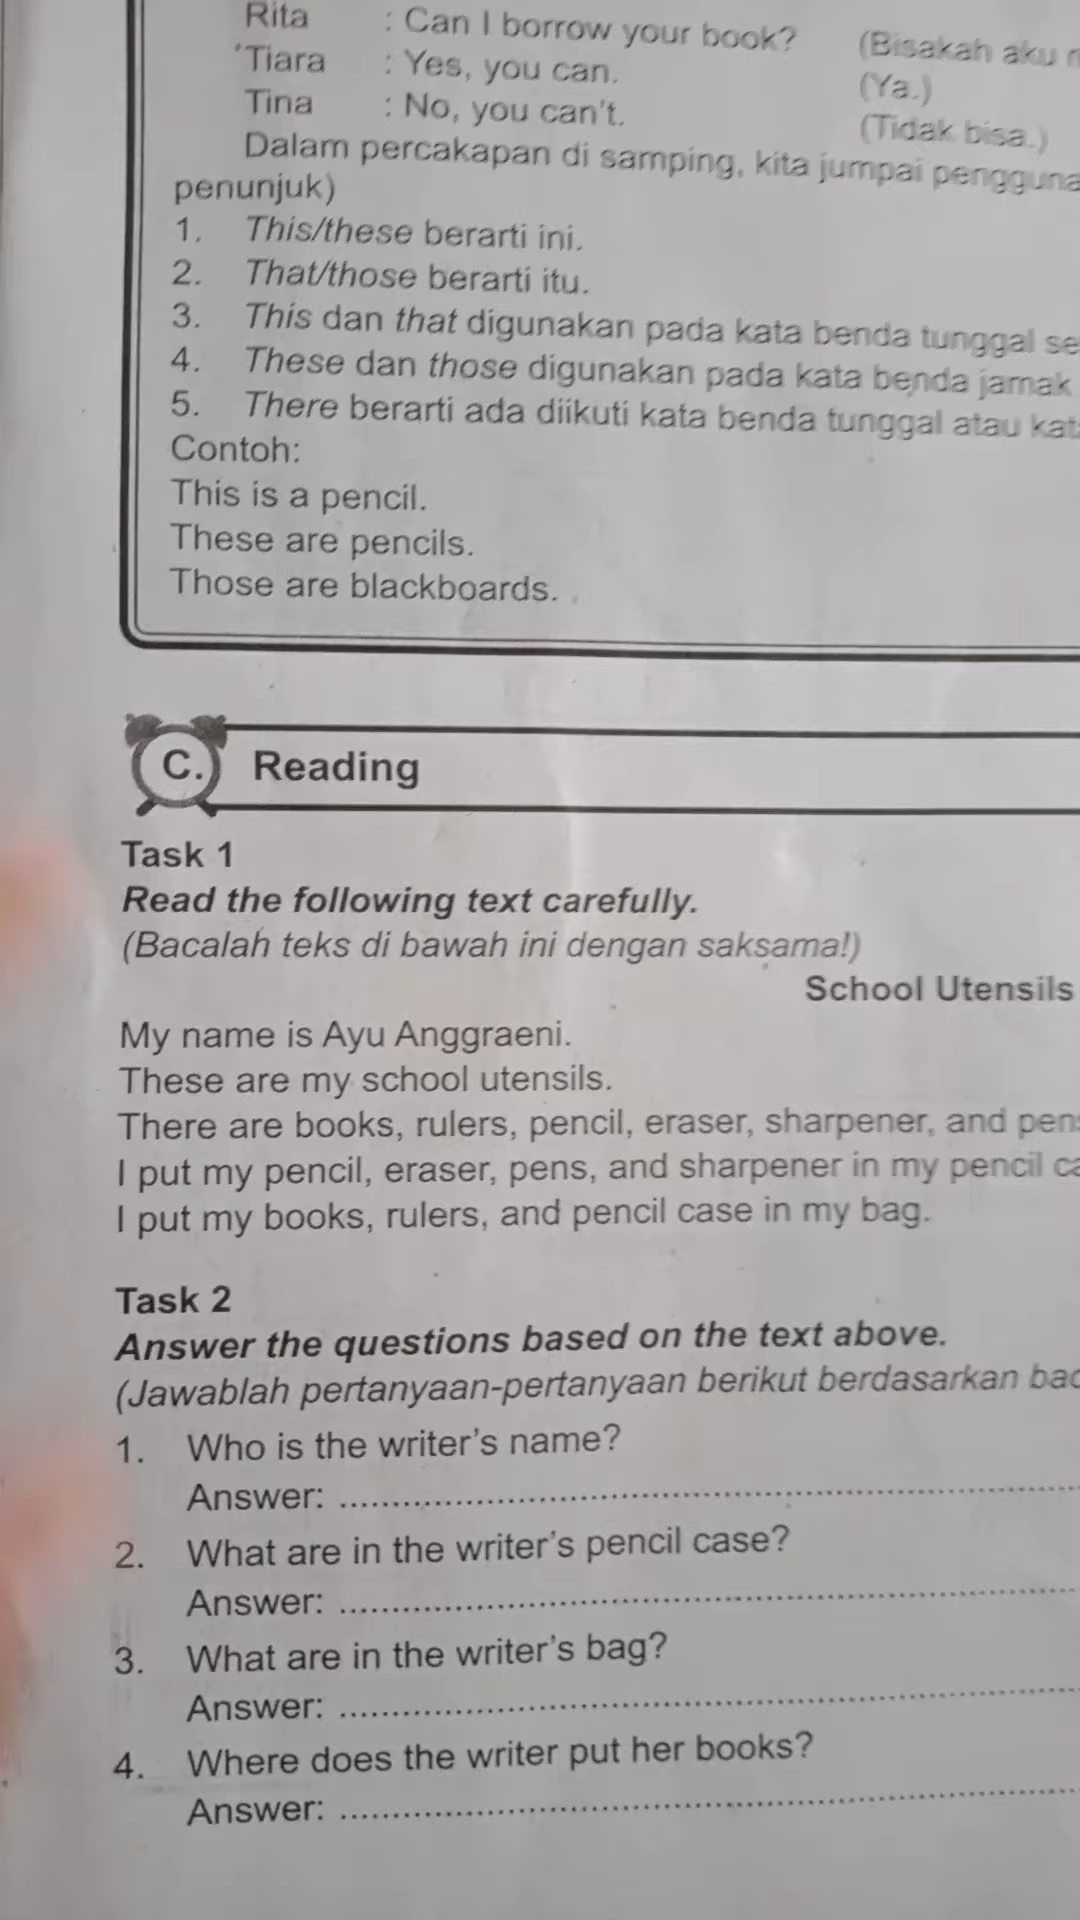 Rita : Can I borrow your book? (Bisakah aku
Tiara : Yes, you can. (Ya.)
Tina : No, you can't. (Tidak bisa.)
Dalam percakapan di samping, kita jumpai pengguna
penunjuk)
1. This/these berarti ini.
2. That/those berarti itu.
3. This dan that digunakan pada kata benda tunggal se
4. These dan those digunakan pada kata benda jamak
5. There berarti ada diikuti kata benda tunggal atau kat
Contoh:
This is a pencil.
These are pencils.
Those are blackboards.
C. Reading
Task 1
Read the following text carefully.
(Bacalah teks di bawah ini dengan saksama!)
School Utensils
My name is Ayu Anggraeni.
These are my school utensils.
There are books, rulers, pencil, eraser, sharpener, and pens
I put my pencil, eraser, pens, and sharpener in my pencil ca
I put my books, rulers, and pencil case in my bag.
Task 2
Answer the questions based on the text above.
(Jawablah pertanyaan-pertanyaan berikut berdasarkan bac
1. Who is the writer's name?
Answer: ................................................................
2. What are in the writer's pencil case?
Answer: ................................................................
3. What are in the writer's bag?
Answer: ................................................................
4. Where does the writer put her books?
Answer: ................................................................